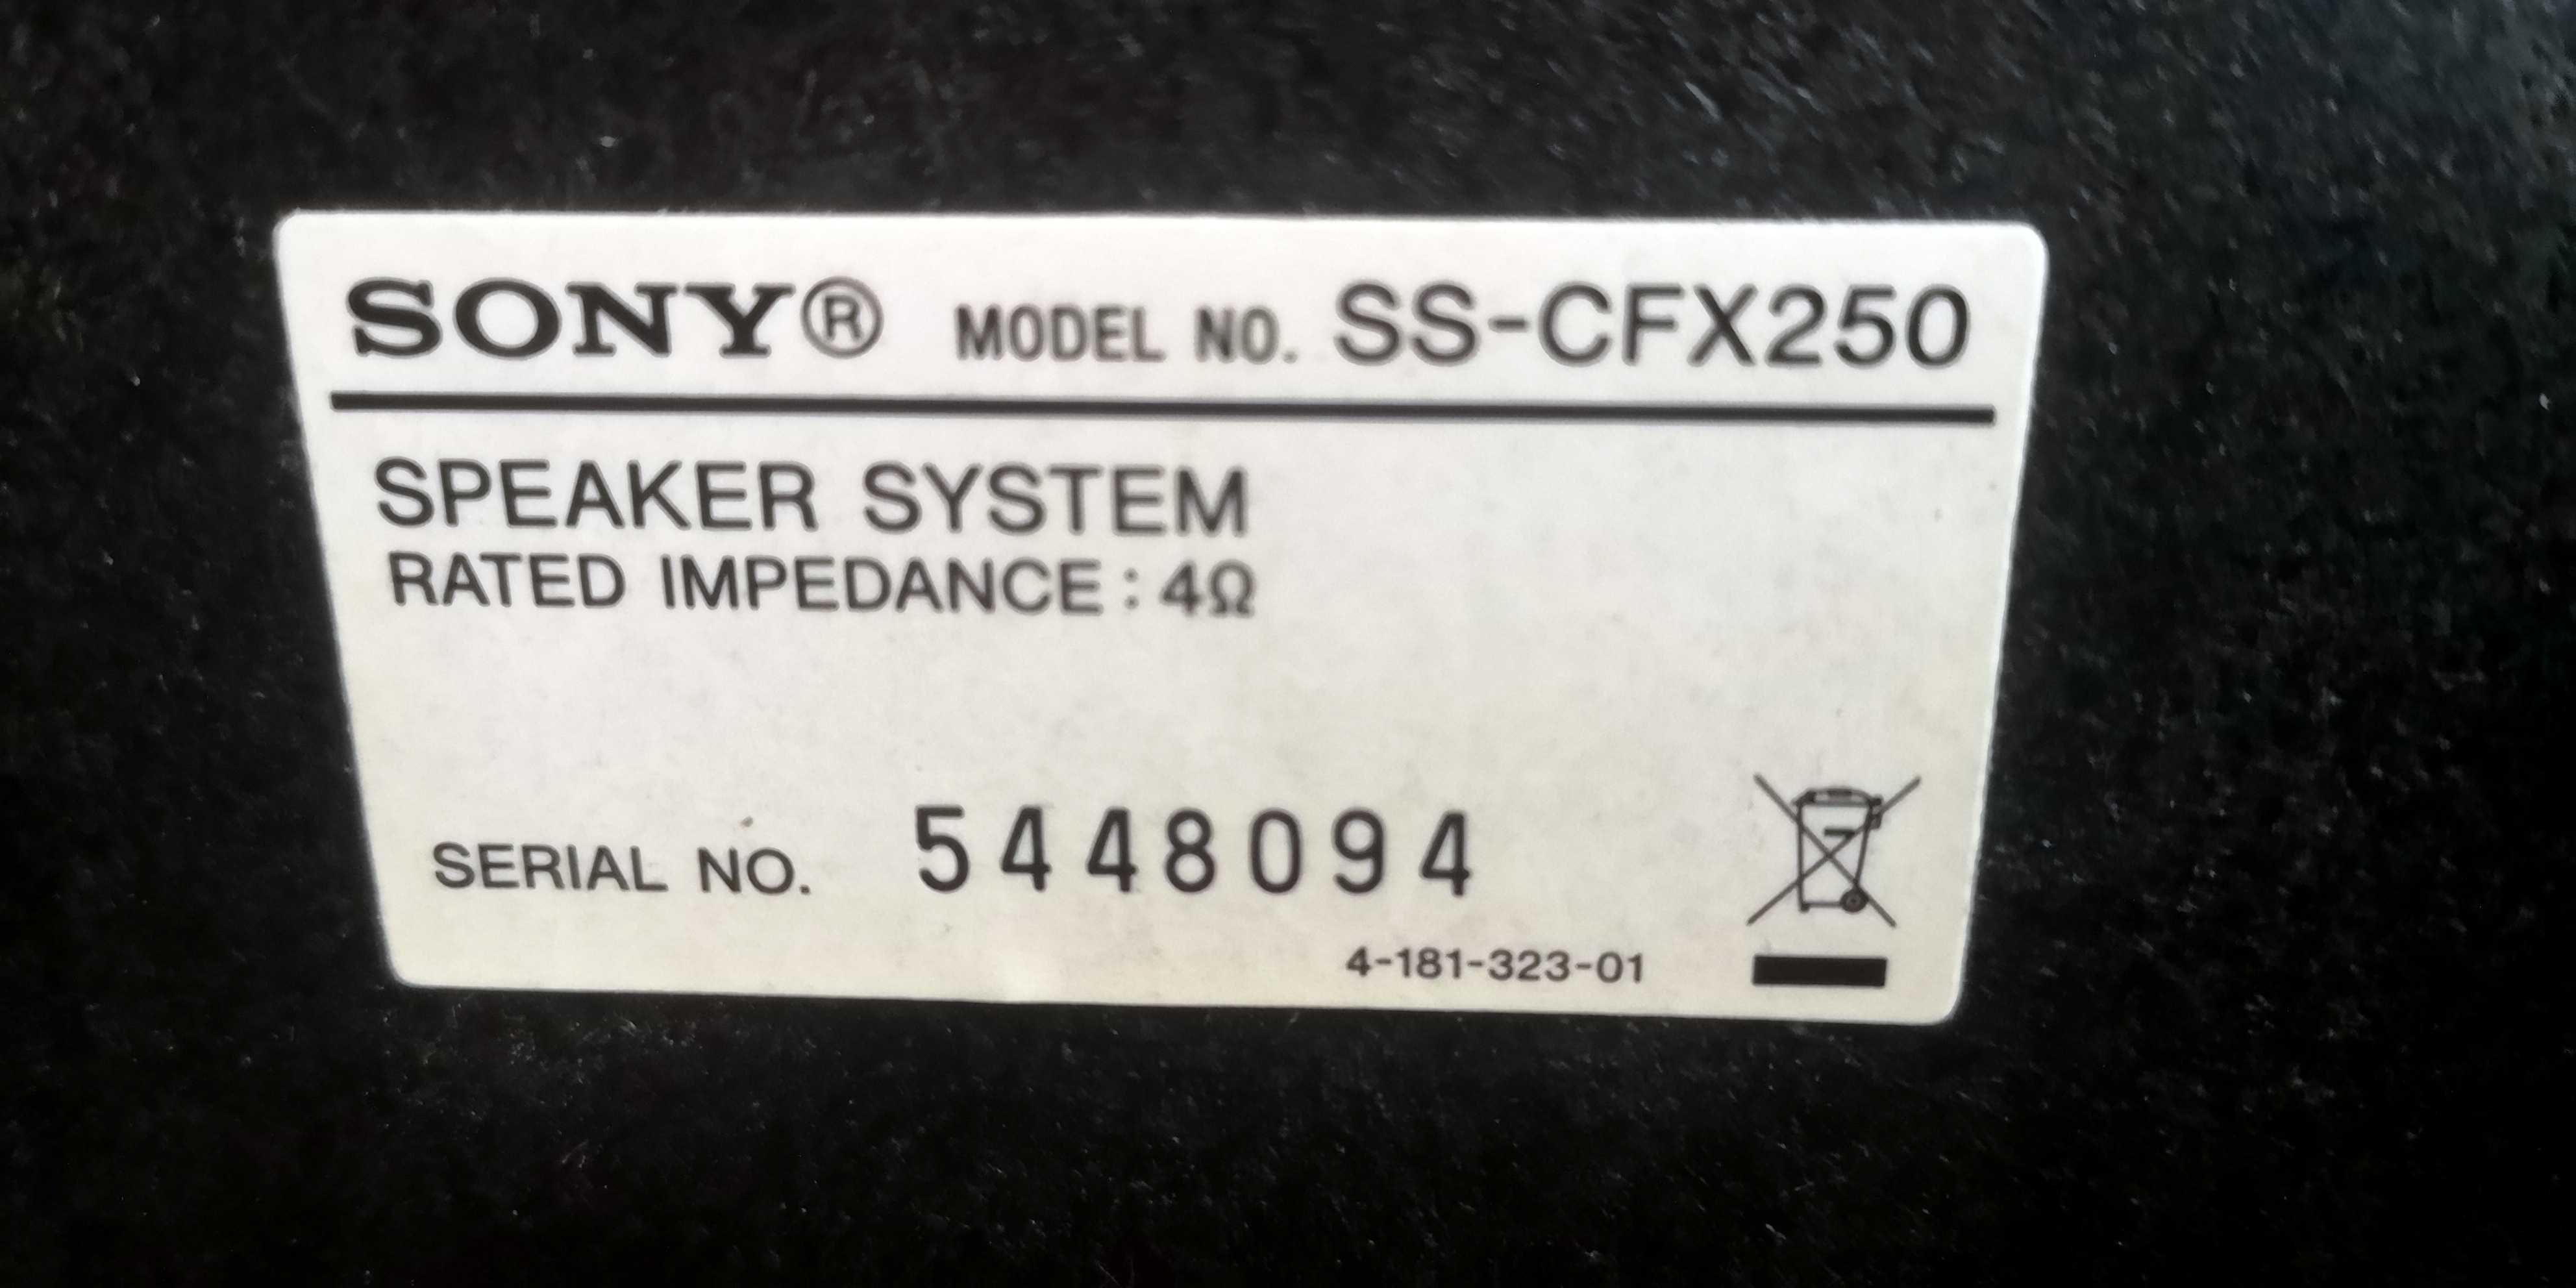 SONY® MODEL NO. SS-CFX250
SPEAKER SYSTEM
RATED IMPEDANCE : 4Ω
SERIAL NO. 5448094
4-181-323-01